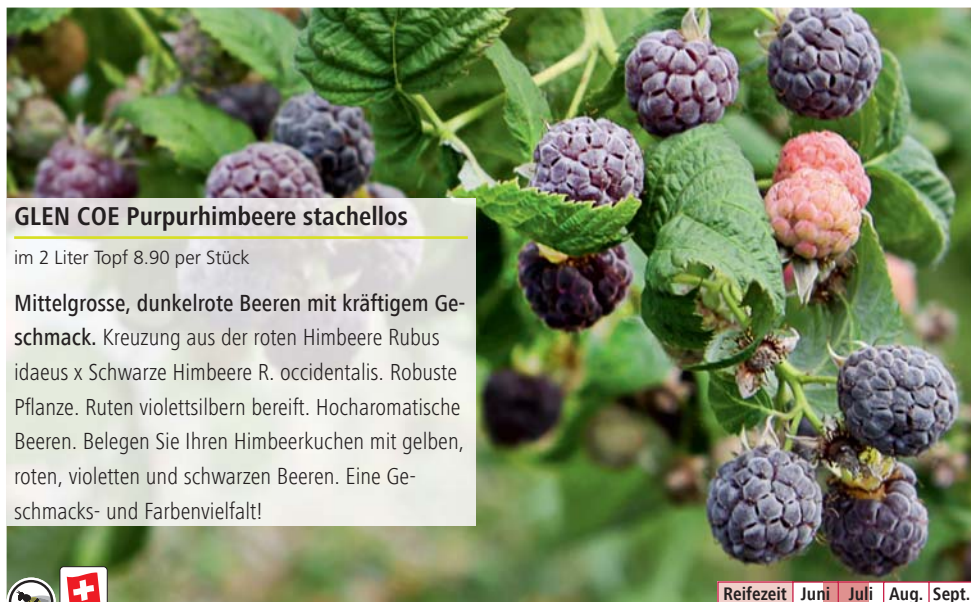 GLEN COE Purpurhimbeere stachellos
im 2 Liter Topf 8.90 per Stück
Mittelgrosse, dunkelrote Beeren mit kräftigem Ge-
schmack. Kreuzung aus der roten Himbeere Rubus
idaeus x Schwarze Himbeere R. occidentalis. Robuste
Pflanze. Ruten violettsilbern bereift. Hocharomatische
Beeren. Belegen Sie Ihren Himbeerkuchen mit gelben,
roten, violetten und schwarzen Beeren. Eine Ge-
schmacks- und Farbenvielfalt!
Reifezeit Juni Juli Aug. Sept.